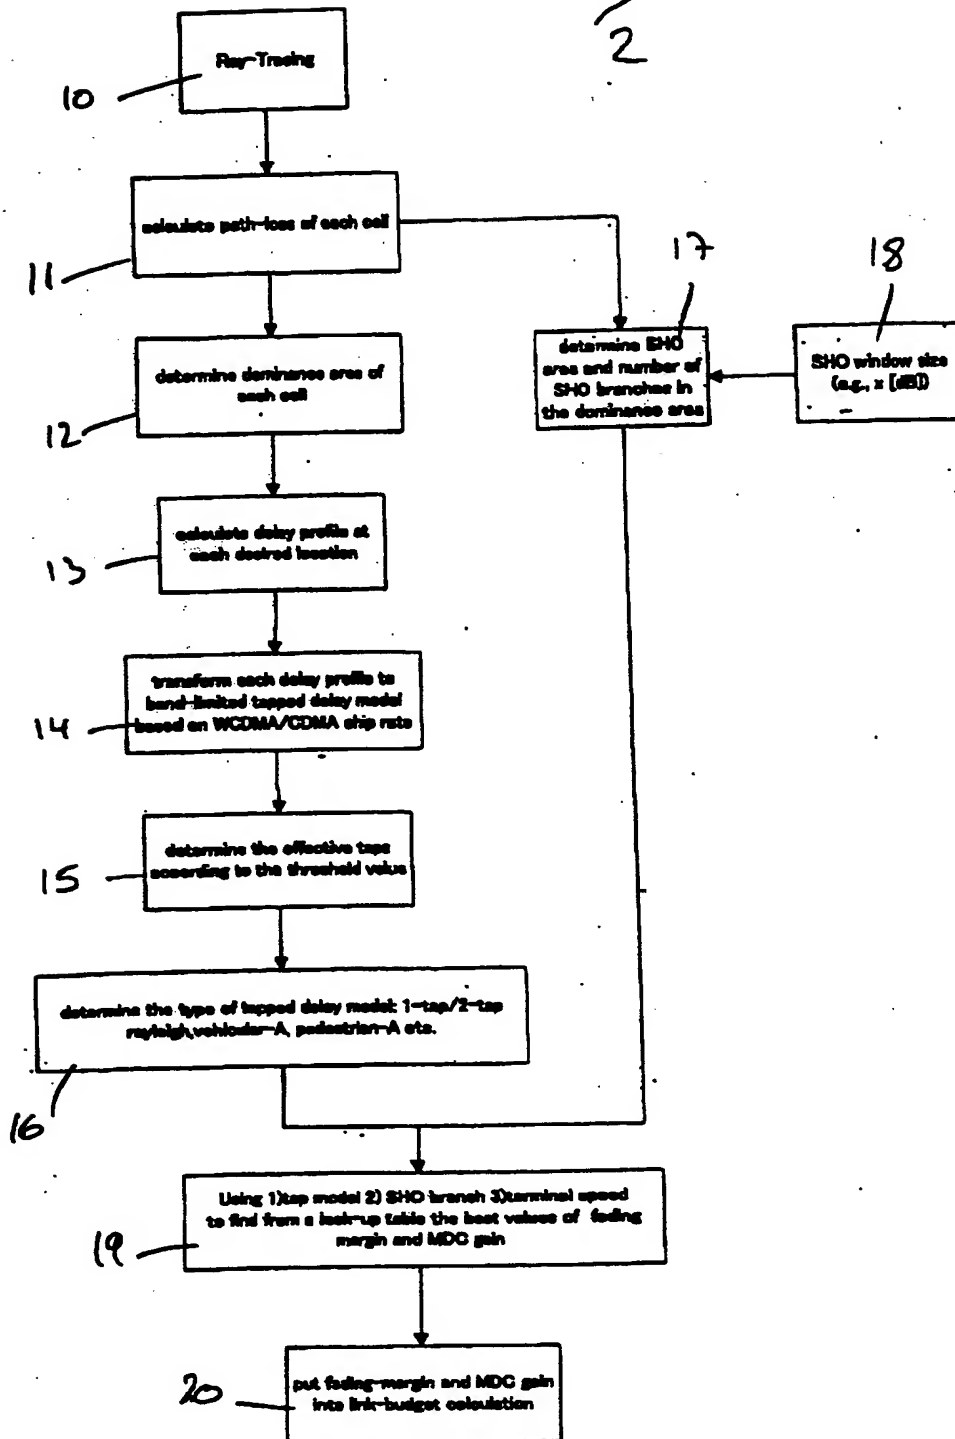 2
Ray-Tracing
10
calculate path-loss of each cell
11
17
18
determine SHO
area and number of
SHO branches in
the dominance area
SHO window size
(e.g., x [dB])
determine dominance area of
each cell
12
calculate delay profile at
each desired location
13
transform each delay profile to
band-limited tapped delay model
based on WCDMA/CDMA chip rate
14
determine the effective taps
according to the threshold value
15
determine the type of tapped delay model: 1-tap/2-tap
rayleigh,vehicular-A, pedestrian-A etc.
16
Using 1)tap model 2) SHO branch 3)terminal speed
to find from a look-up table the best values of fading
margin and MDC gain
19
put fading-margin and MDC gain
into link-budget calculation
20